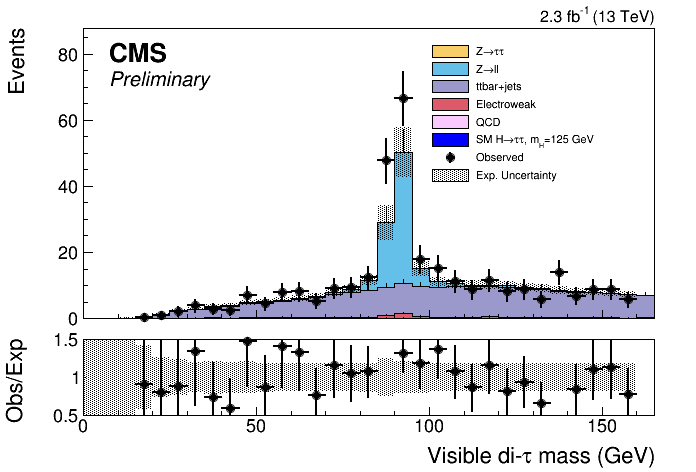 2.3 fb⁻¹ (13 TeV)
Events
CMS
Preliminary
80
60
40
20
0
Z→ττ
Z→ll
ttbar+jets
Electroweak
QCD
SM H→ττ, m_H=125 GeV
Observed
Exp. Uncertainty
Obs/Exp
1.5
1
0.5
0 50 100 150
Visible di-τ mass (GeV)